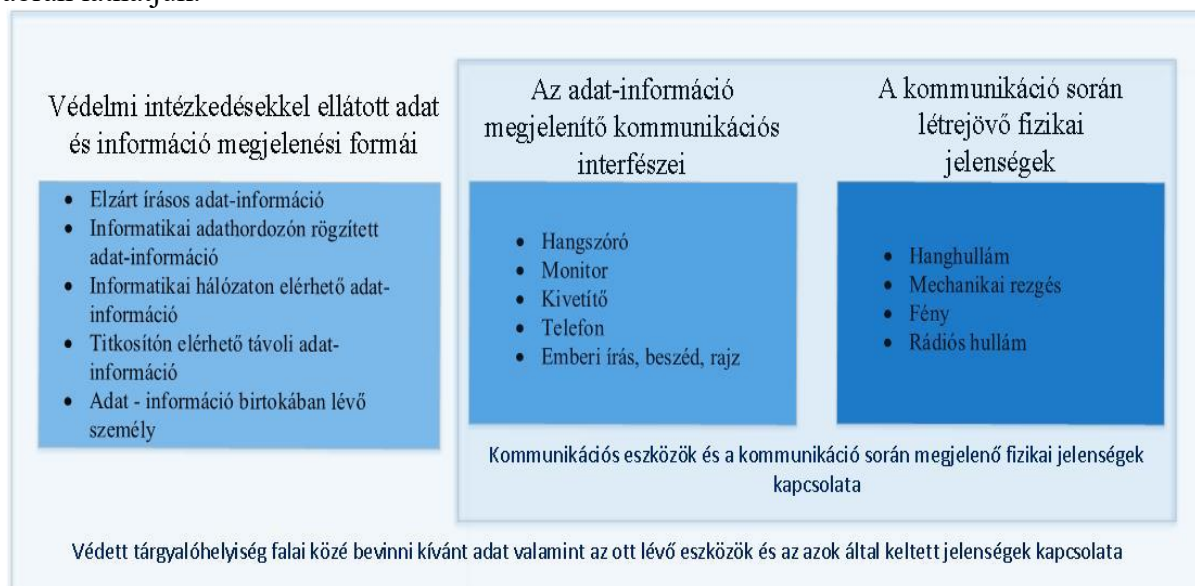 Védelmi intézkedésekkel ellátott adat
és információ megjelenési formái
• Elzárt írásos adat-információ
• Informatikai adathordozón rögzített
adat-információ
• Informatikai hálózaton elérhető adat-
információ
• Titkosítón elérhető távoli adat-
információ
• Adat - információ birtokában lévő
személy
Az adat-információ
megjelenítő kommunikációs
interfészei
• Hangszóró
• Monitor
• Kivetítő
• Telefon
• Emberi írás, beszéd, rajz
A kommunikáció során
létrejövő fizikai
jelenségek
• Hanghullám
• Mechanikai rezgés
• Fény
• Rádiós hullám
Kommunikációs eszközök és a kommunikáció során megjelenő fizikai jelenségek
kapcsolata
Védett tárgyalóhelyiség falai közé bevinni kívánt adat valamint az ott lévő eszközök és az azok által keltett jelenségek kapcsolata